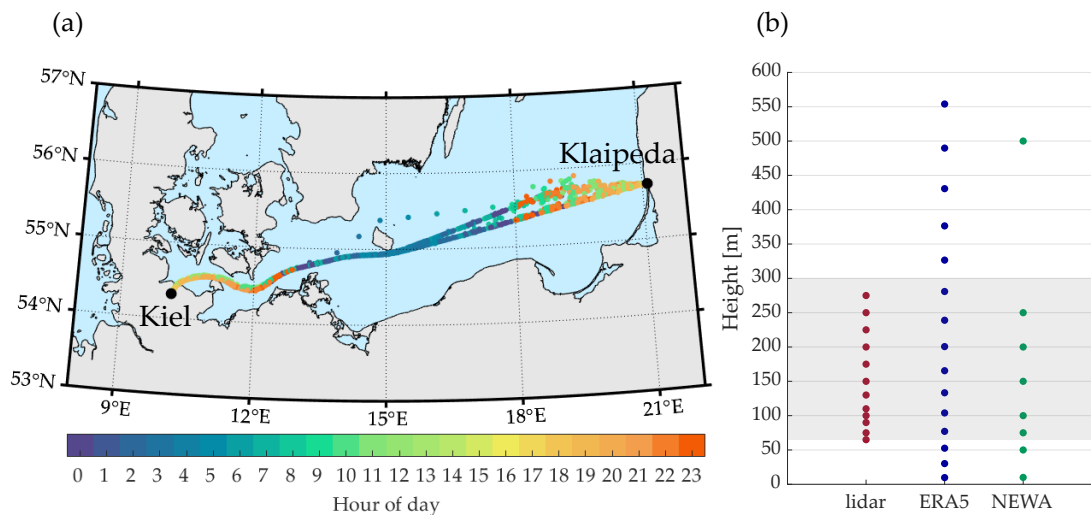 (a)
57°N
56°N
55°N
54°N
53°N
Klaipeda
Kiel
9°E 12°E 15°E 18°E 21°E
0 1 2 3 4 5 6 7 8 9 10 11 12 13 14 15 16 17 18 19 20 21 22 23
Hour of day
(b)
Height [m]
600
550
500
450
400
350
300
250
200
150
100
50
0
lidar ERA5 NEWA